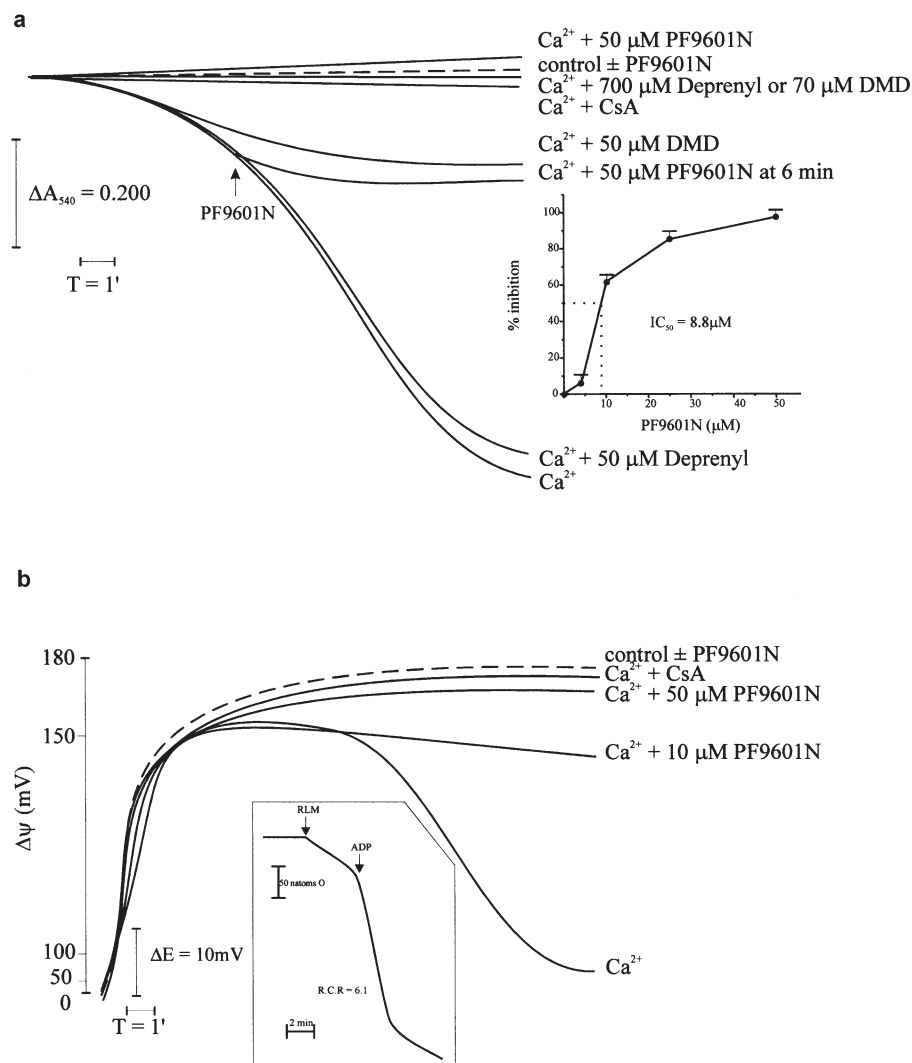 a
Ca²⁺ + 50 µM PF9601N
control ± PF9601N
Ca²⁺ + 700 µM Deprenyl or 70 µM DMD
Ca²⁺ + CsA
Ca²⁺ + 50 µM DMD
Ca²⁺ + 50 µM PF9601N at 6 min
ΔA₅₄₀ = 0.200
PF9601N
T = 1'
100
80
60
40
20
0
% inibition
IC₅₀ = 8.8µM
10
20
30
40
50
PF9601N (µM)
Ca²⁺ + 50 µM Deprenyl
Ca²⁺
b
180
150
100
50
0
Δψ (mV)
control ± PF9601N
Ca²⁺ + CsA
Ca²⁺ + 50 µM PF9601N
Ca²⁺ + 10 µM PF9601N
RLM
ADP
50 natoms O
ΔE = 10mV
R.C.R = 6.1
2 min
Ca²⁺
T = 1'